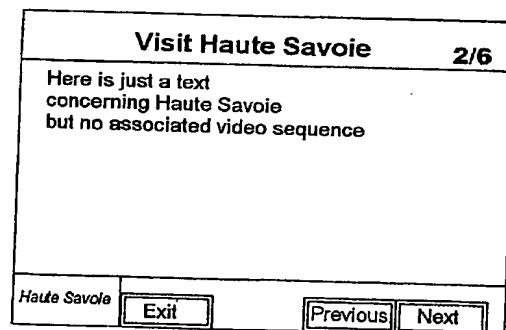 Visit Haute Savoie 2/6
Here is just a text
concerning Haute Savoie
but no associated video sequence
Haute Savoie Exit Previous Next